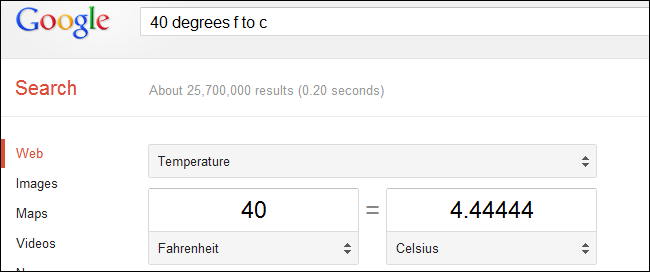 Google
40 degrees f to c
Search
About 25,700,000 results (0.20 seconds)
Web
Images
Maps
Videos
Temperature
40 = 4.44444
Fahrenheit
Celsius